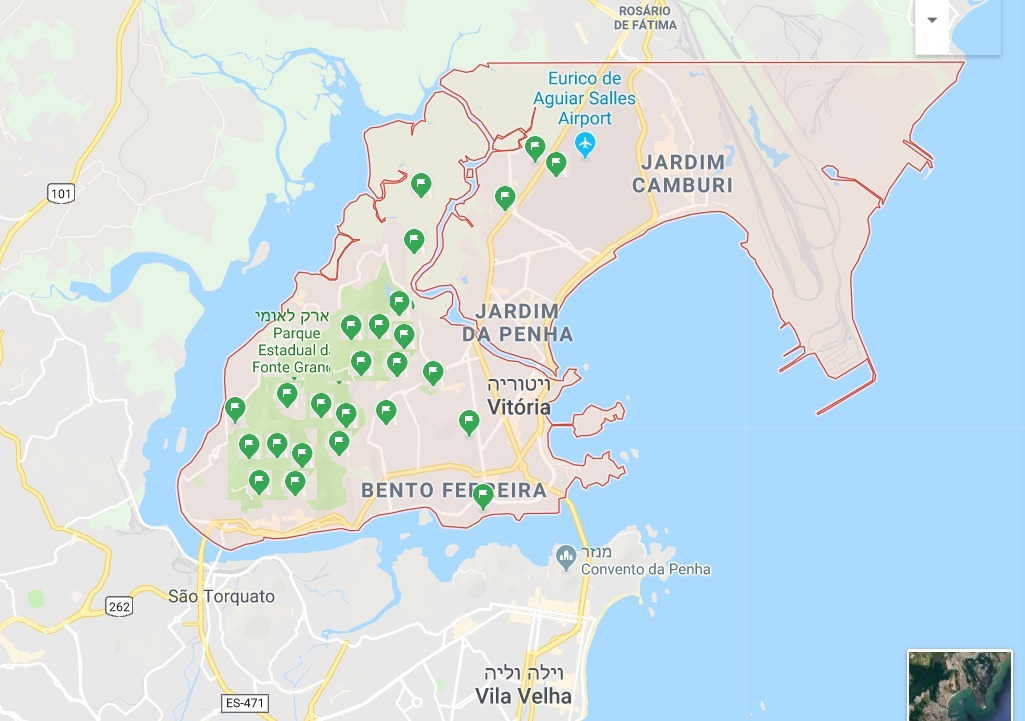 ROSÁRIO
DE FÁTIMA
Eurico de
Aguiar Salles
Airport
JARDIM
CAMBURI
101
ארק לאומי
Parque
Estadual da
Fonte Grand
JARDIM
DA PENHA
ויטוריה
Vitória
BENTO FERREIRA
מנזר
Convento da Penha
São Torquato
262
וילה וליה
Vila Velha
ES-471